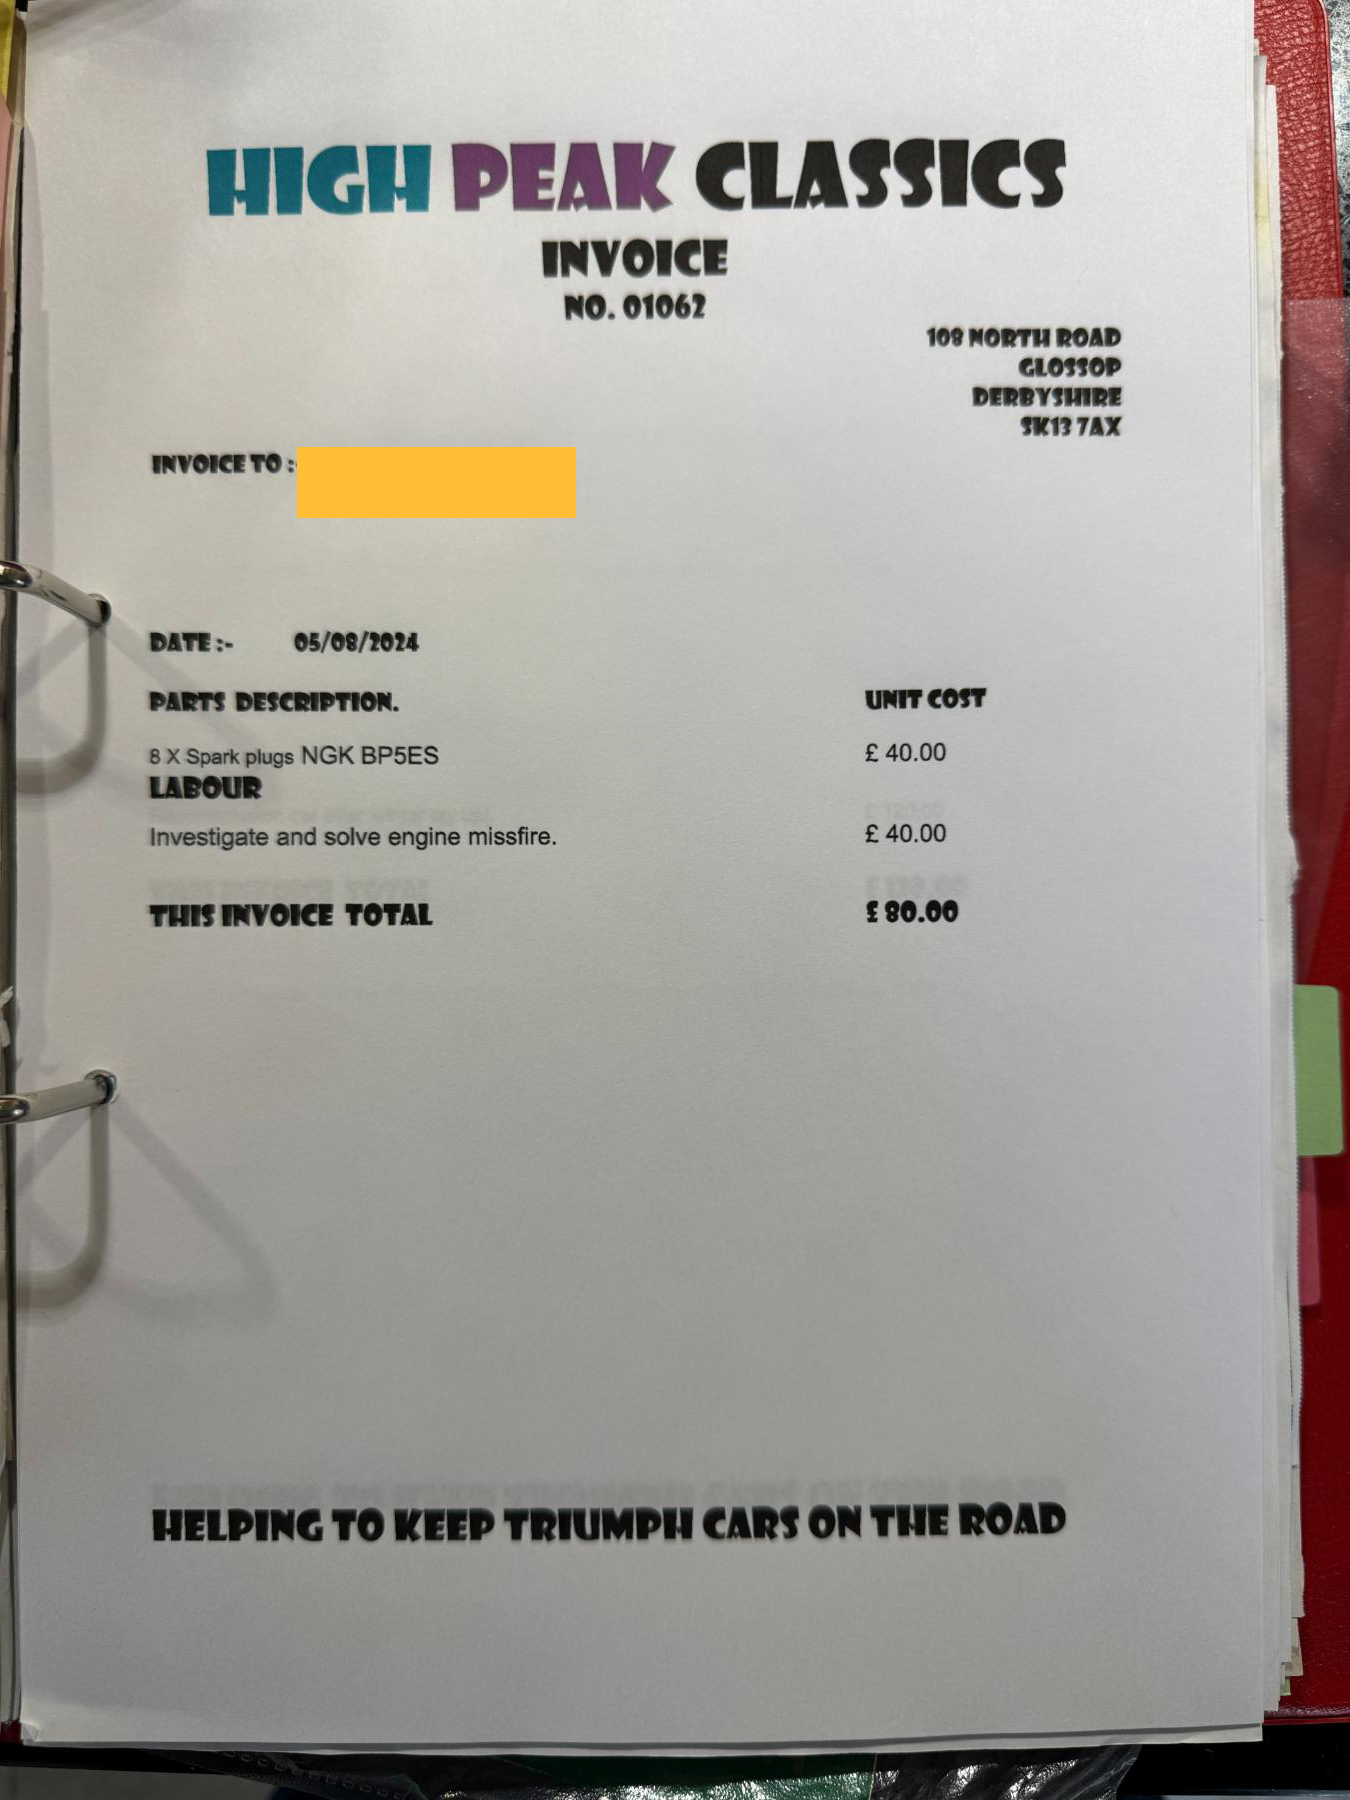 HIGH PEAK CLASSICS
INVOICE
NO. 01062
108 NORTH ROAD
GLOSSOP
DERBYSHIRE
SK13 7AX
INVOICE TO :-
DATE :- 05/08/2024
PARTS DESCRIPTION. UNIT COST
8 X Spark plugs NGK BP5ES £ 40.00
LABOUR
Investigate and solve engine missfire. £ 40.00
THIS INVOICE TOTAL £ 80.00
HELPING TO KEEP TRIUMPH CARS ON THE ROAD